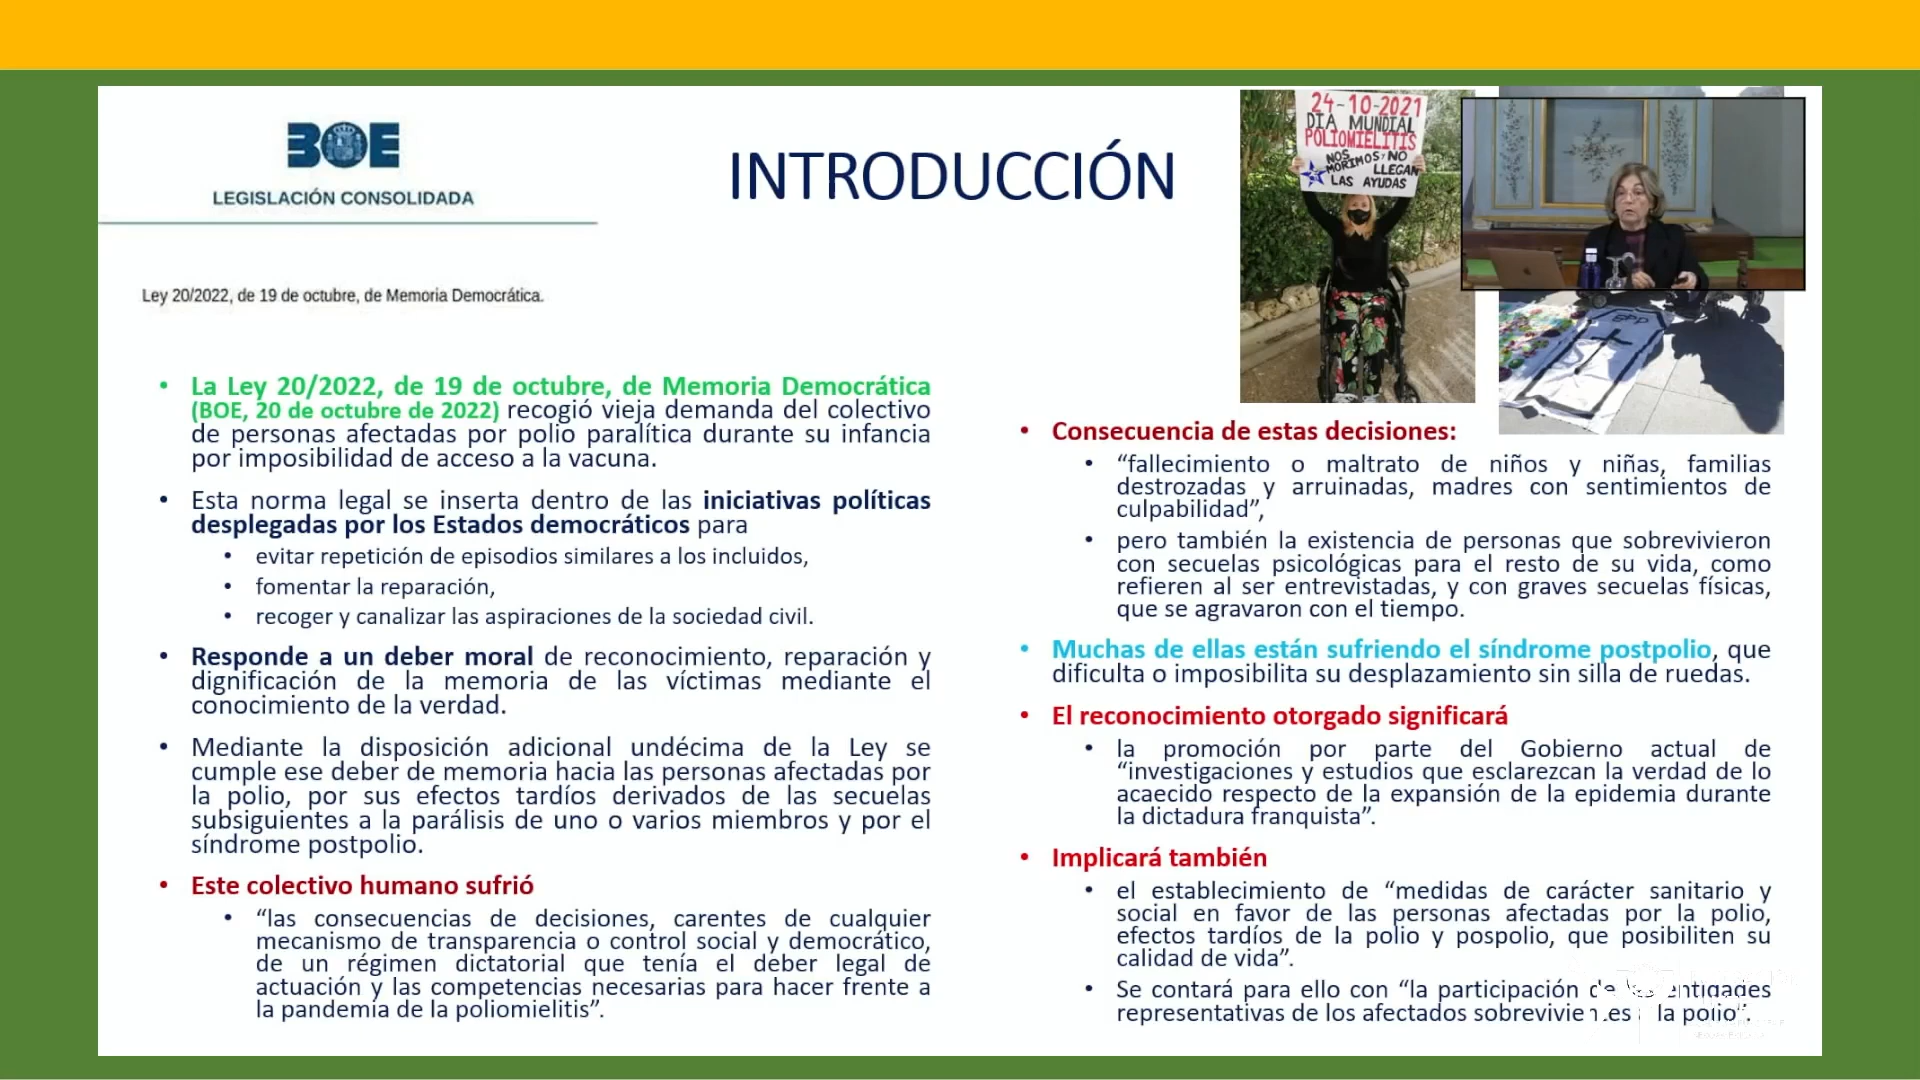 BOE
LEGISLACIÓN CONSOLIDADA
INTRODUCCIÓN
24-10-2021
DIA MUNDIAL
POLIOMIELITIS
NOS
MORIMOS Y NO
LLEGAN
LAS AYUDAS
BPD
Ley 20/2022, de 19 de octubre, de Memoria Democrática.
• La Ley 20/2022, de 19 de octubre, de Memoria Democrática
(BOE, 20 de octubre de 2022) recogió vieja demanda del colectivo
de personas afectadas por polio paralítica durante su infancia
por imposibilidad de acceso a la vacuna.
• Esta norma legal se inserta dentro de las iniciativas políticas
desplegadas por los Estados democráticos para
• evitar repetición de episodios similares a los incluidos,
• fomentar la reparación,
• recoger y canalizar las aspiraciones de la sociedad civil.
• Responde a un deber moral de reconocimiento, reparación y
dignificación de la memoria de las víctimas mediante el
conocimiento de la verdad.
• Mediante la disposición adicional undécima de la Ley se
cumple ese deber de memoria hacia las personas afectadas por
la polio, por sus efectos tardíos derivados de las secuelas
subsiguientes a la parálisis de uno o varios miembros y por el
síndrome postpolio.
• Este colectivo humano sufrió
• “las consecuencias de decisiones, carentes de cualquier
mecanismo de transparencia o control social y democrático,
de un régimen dictatorial que tenía el deber legal de
actuación y las competencias necesarias para hacer frente a
la pandemia de la poliomielitis”.
• Consecuencia de estas decisiones:
• “fallecimiento o maltrato de niños y niñas, familias
destrozadas y arruinadas, madres con sentimientos de
culpabilidad”,
• pero también la existencia de personas que sobrevivieron
con secuelas psicológicas para el resto de su vida, como
refieren al ser entrevistadas, y con graves secuelas físicas,
que se agravaron con el tiempo.
• Muchas de ellas están sufriendo el síndrome postpolio, que
dificulta o imposibilita su desplazamiento sin silla de ruedas.
• El reconocimiento otorgado significará
• la promoción por parte del Gobierno actual de
“investigaciones y estudios que esclarezcan la verdad de lo
acaecido respecto de la expansión de la epidemia durante
la dictadura franquista”.
• Implicará también
• el establecimiento de “medidas de carácter sanitario y
social en favor de las personas afectadas por la polio,
efectos tardíos de la polio y pospolio, que posibiliten su
calidad de vida”.
• Se contará para ello con “la participación de entidades
representativas de los afectados sobrevivientes la polio”.